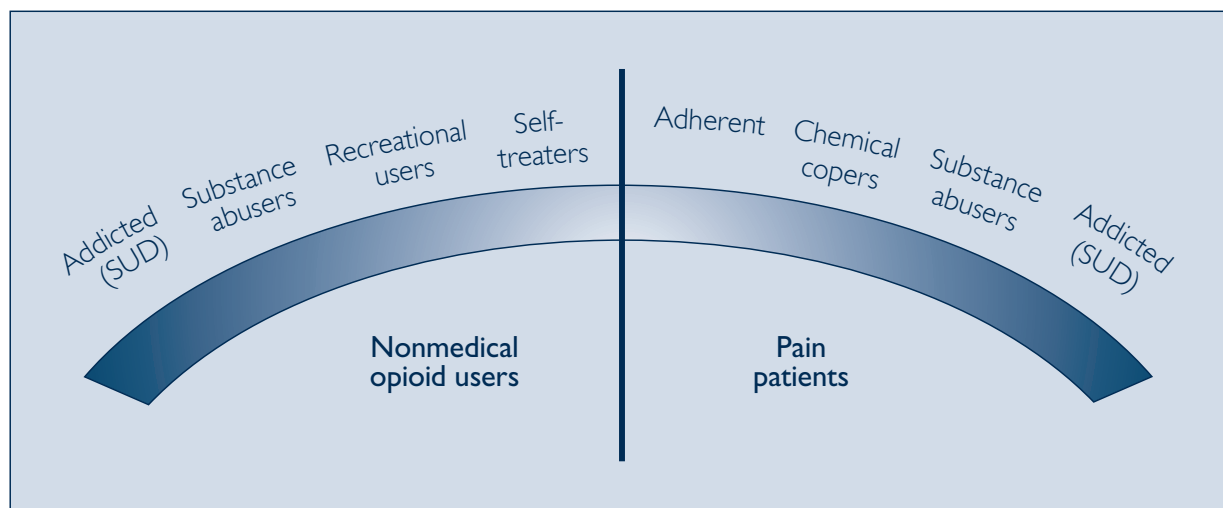 Addicted
(SUD)
Substance
abusers
Recreational
users
Self-
treaters
Adherent
Chemical
copers
Substance
abusers
Addicted
(SUD)
Nonmedical
opioid users
Pain
patients